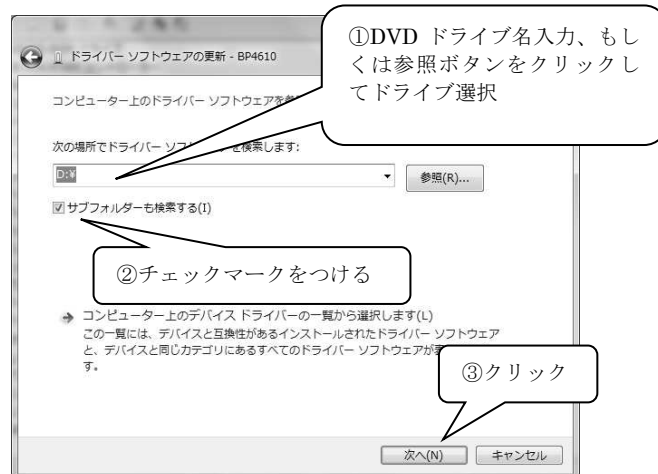 ①DVD ドライブ名入力、もし
くは参照ボタンをクリックし
てドライブ選択
ドライバー ソフトウェアの更新 - BP4610
コンピューター上のドライバー ソフトウェアを
次の場所でドライバー ソフ を検索します:
D:¥
参照(R)...
サブフォルダーも検索する(I)
②チェックマークをつける
コンピューター上のデバイス ドライバーの一覧から選択します(L)
この一覧には、デバイスと互換性があるインストールされたドライバー ソフトウェア
と、デバイスと同じカテゴリにあるすべてのドライバー ソフトウェアが
す。
③クリック
次へ(N)
キャンセル